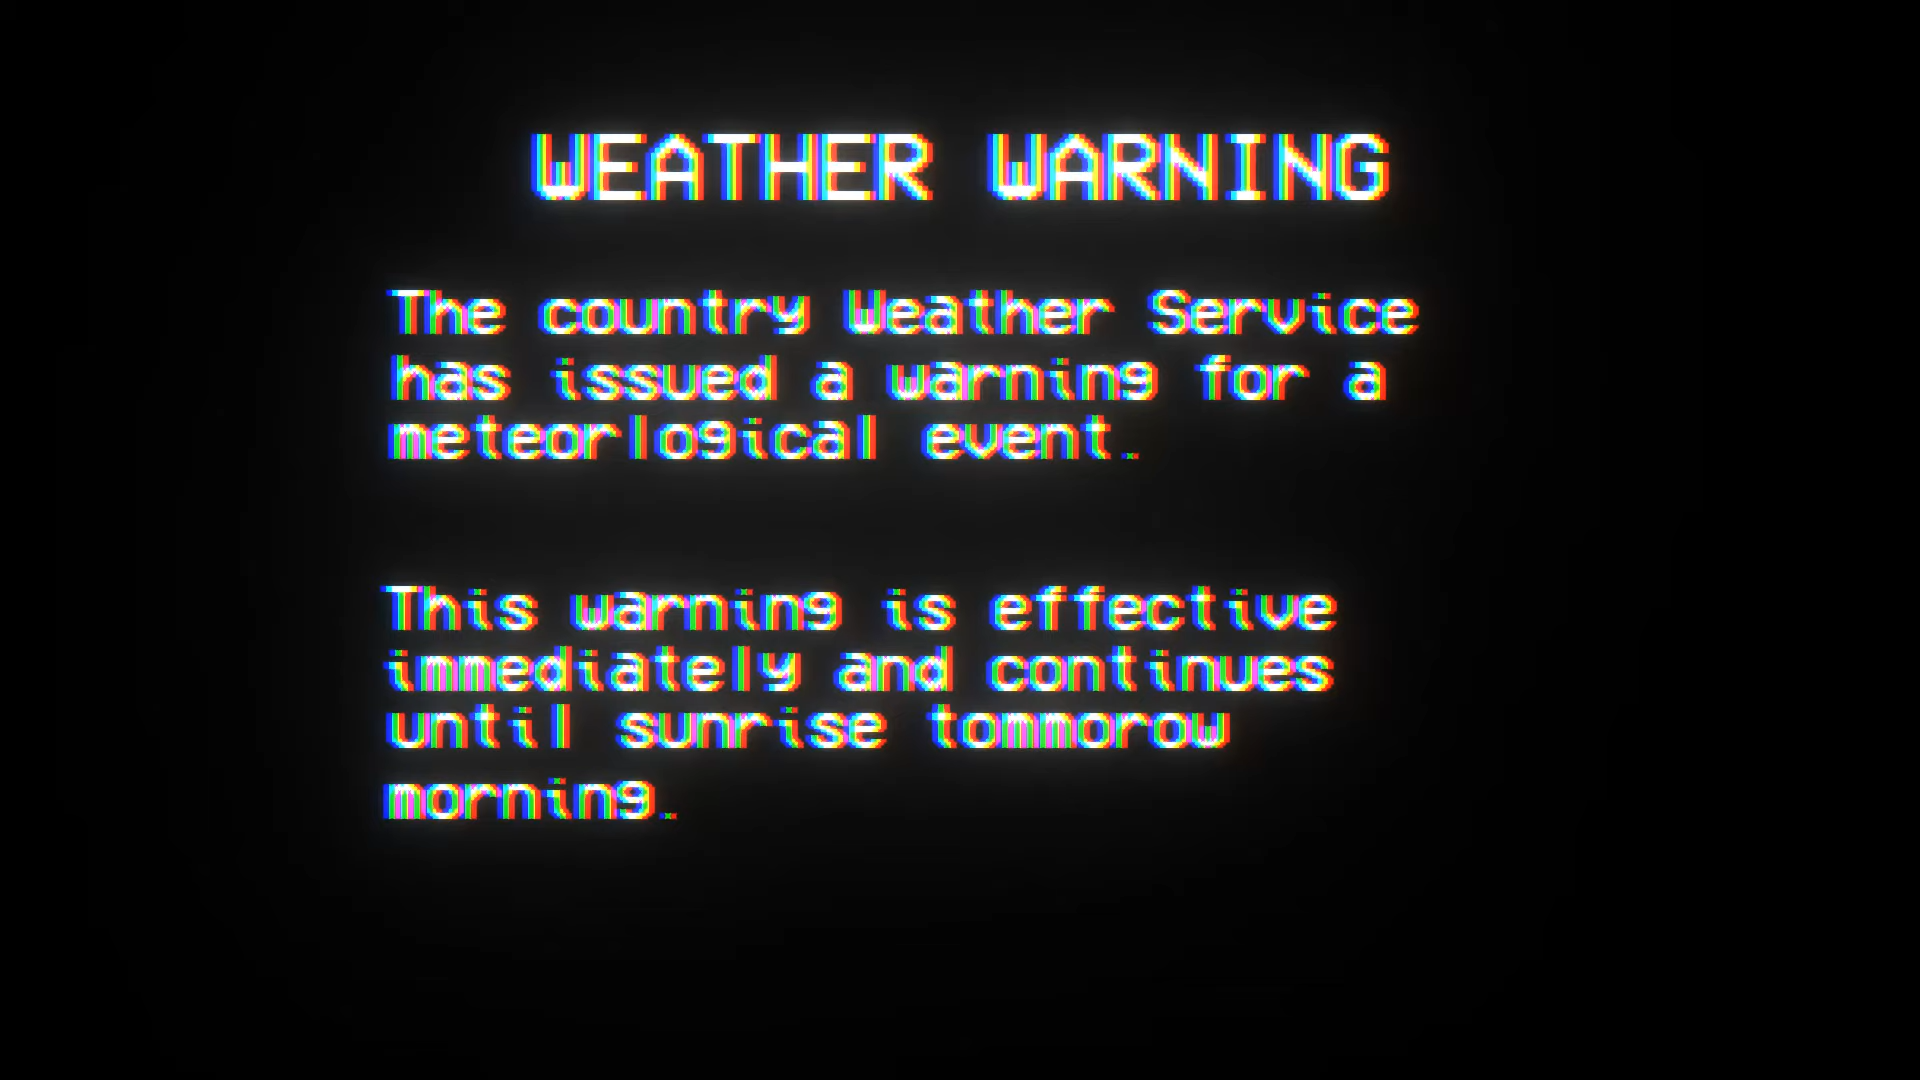 WEATHER WARNING
The country Weather Service
has issued a warning for a
meteorlogical event.
This warning is effective
immediately and continues
until sunrise tommorow
morning.